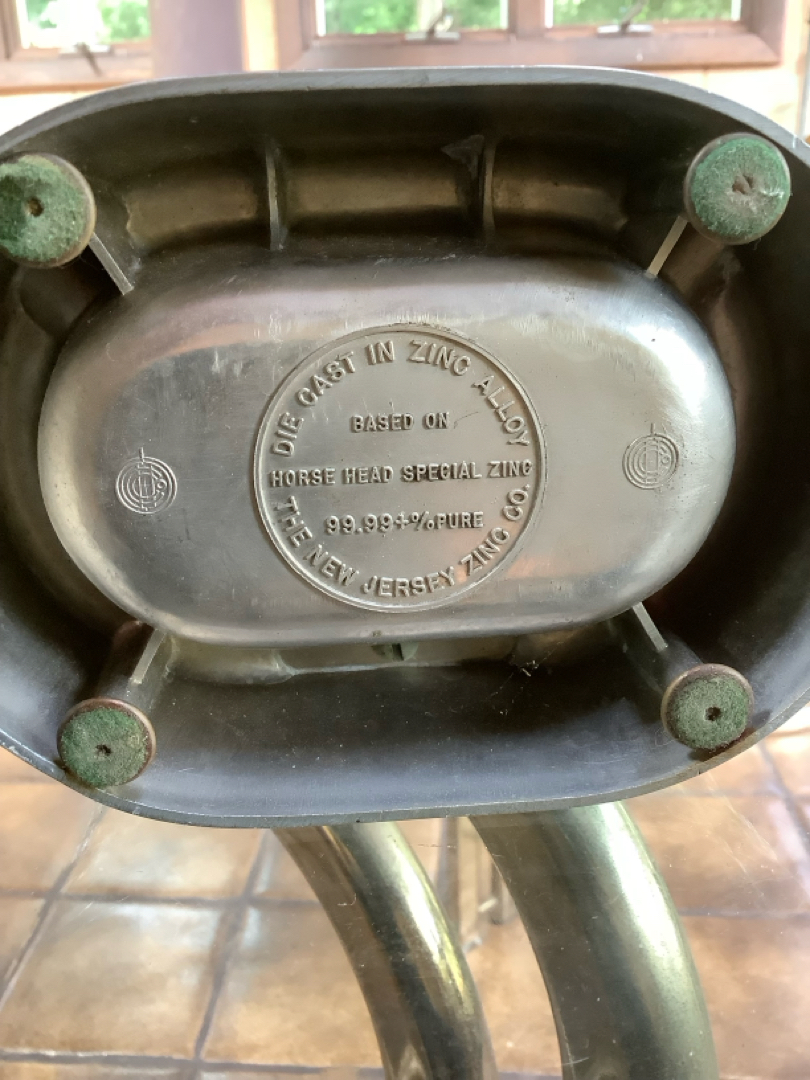 DIE CAST IN ZINC ALLOY
BASED ON
HORSE HEAD SPECIAL ZINC
99.99+% PURE
THE NEW JERSEY ZINC CO.